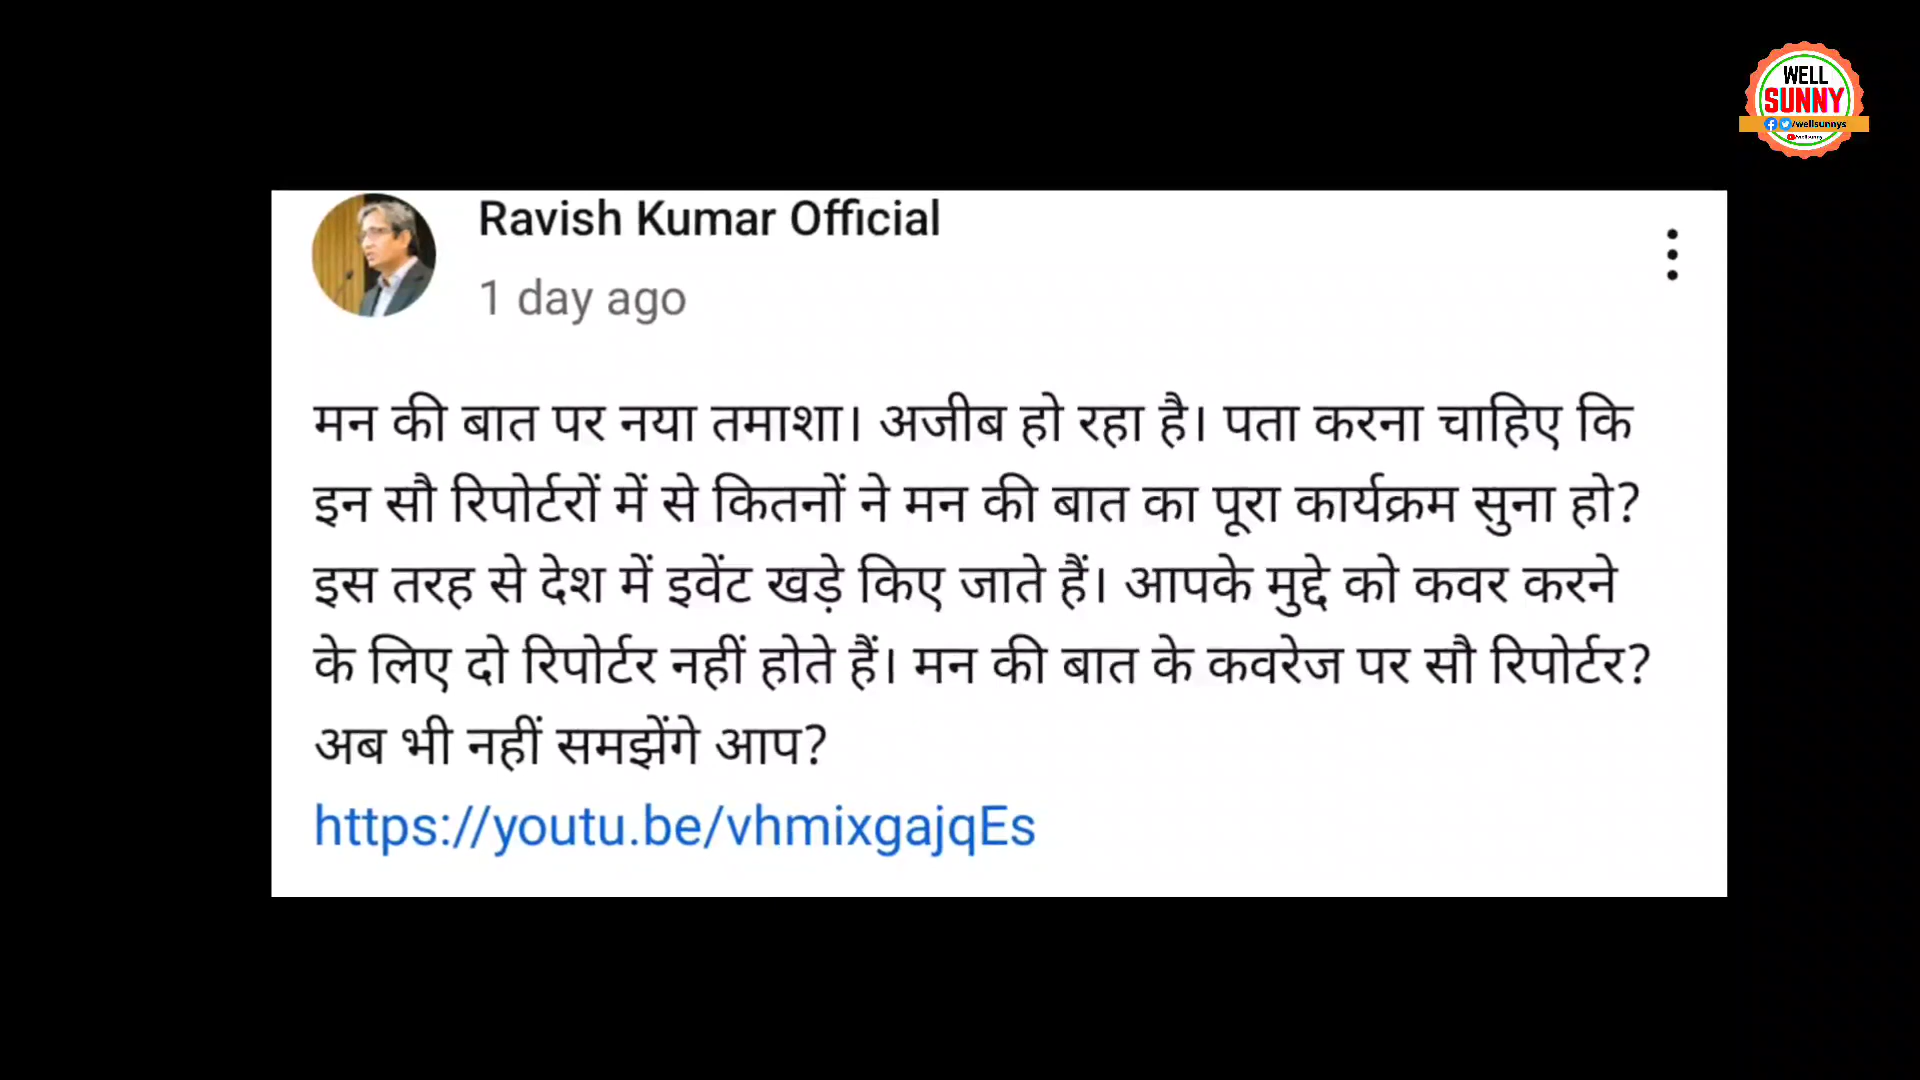 WELL
SUNNY
/wellsunnys
/wellsunny
Ravish Kumar Official
1 day ago
मन की बात पर नया तमाशा। अजीब हो रहा है। पता करना चाहिए कि
इन सौ रिपोर्टरों में से कितनों ने मन की बात का पूरा कार्यक्रम सुना हो?
इस तरह से देश में इवेंट खड़े किए जाते हैं। आपके मुद्दे को कवर करने
के लिए दो रिपोर्टर नहीं होते हैं। मन की बात के कवरेज पर सौ रिपोर्टर?
अब भी नहीं समझेंगे आप?
https://youtu.be/vhmixgajqEs